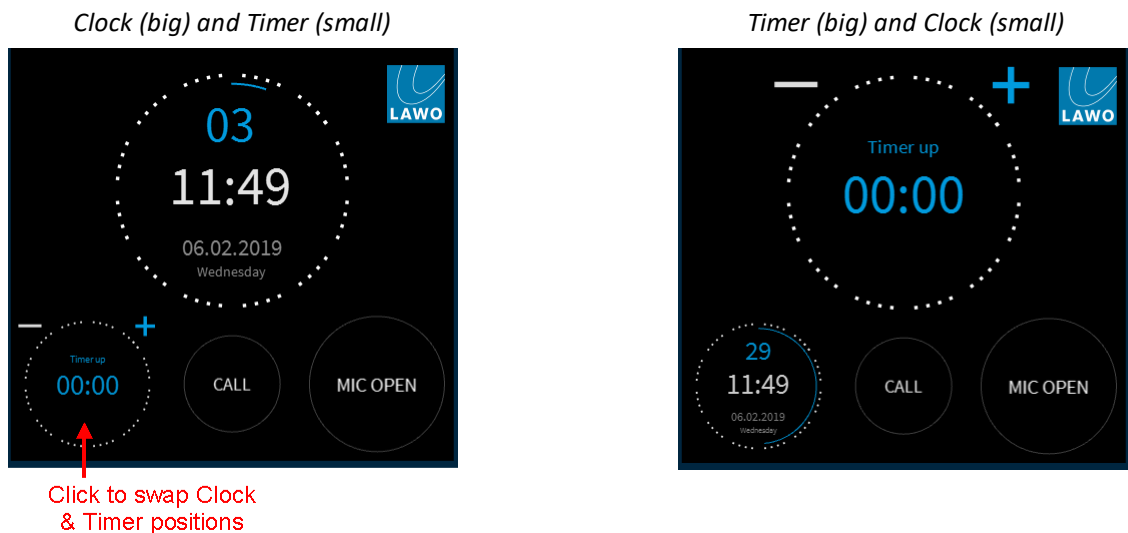 Clock (big) and Timer (small)
LAWO
03
11:49
06.02.2019
Wednesday
Timer up
00:00
CALL
MIC OPEN
Click to swap Clock
& Timer positions
Timer (big) and Clock (small)
LAWO
Timer up
00:00
29
11:49
06.02.2019
Wednesday
CALL
MIC OPEN